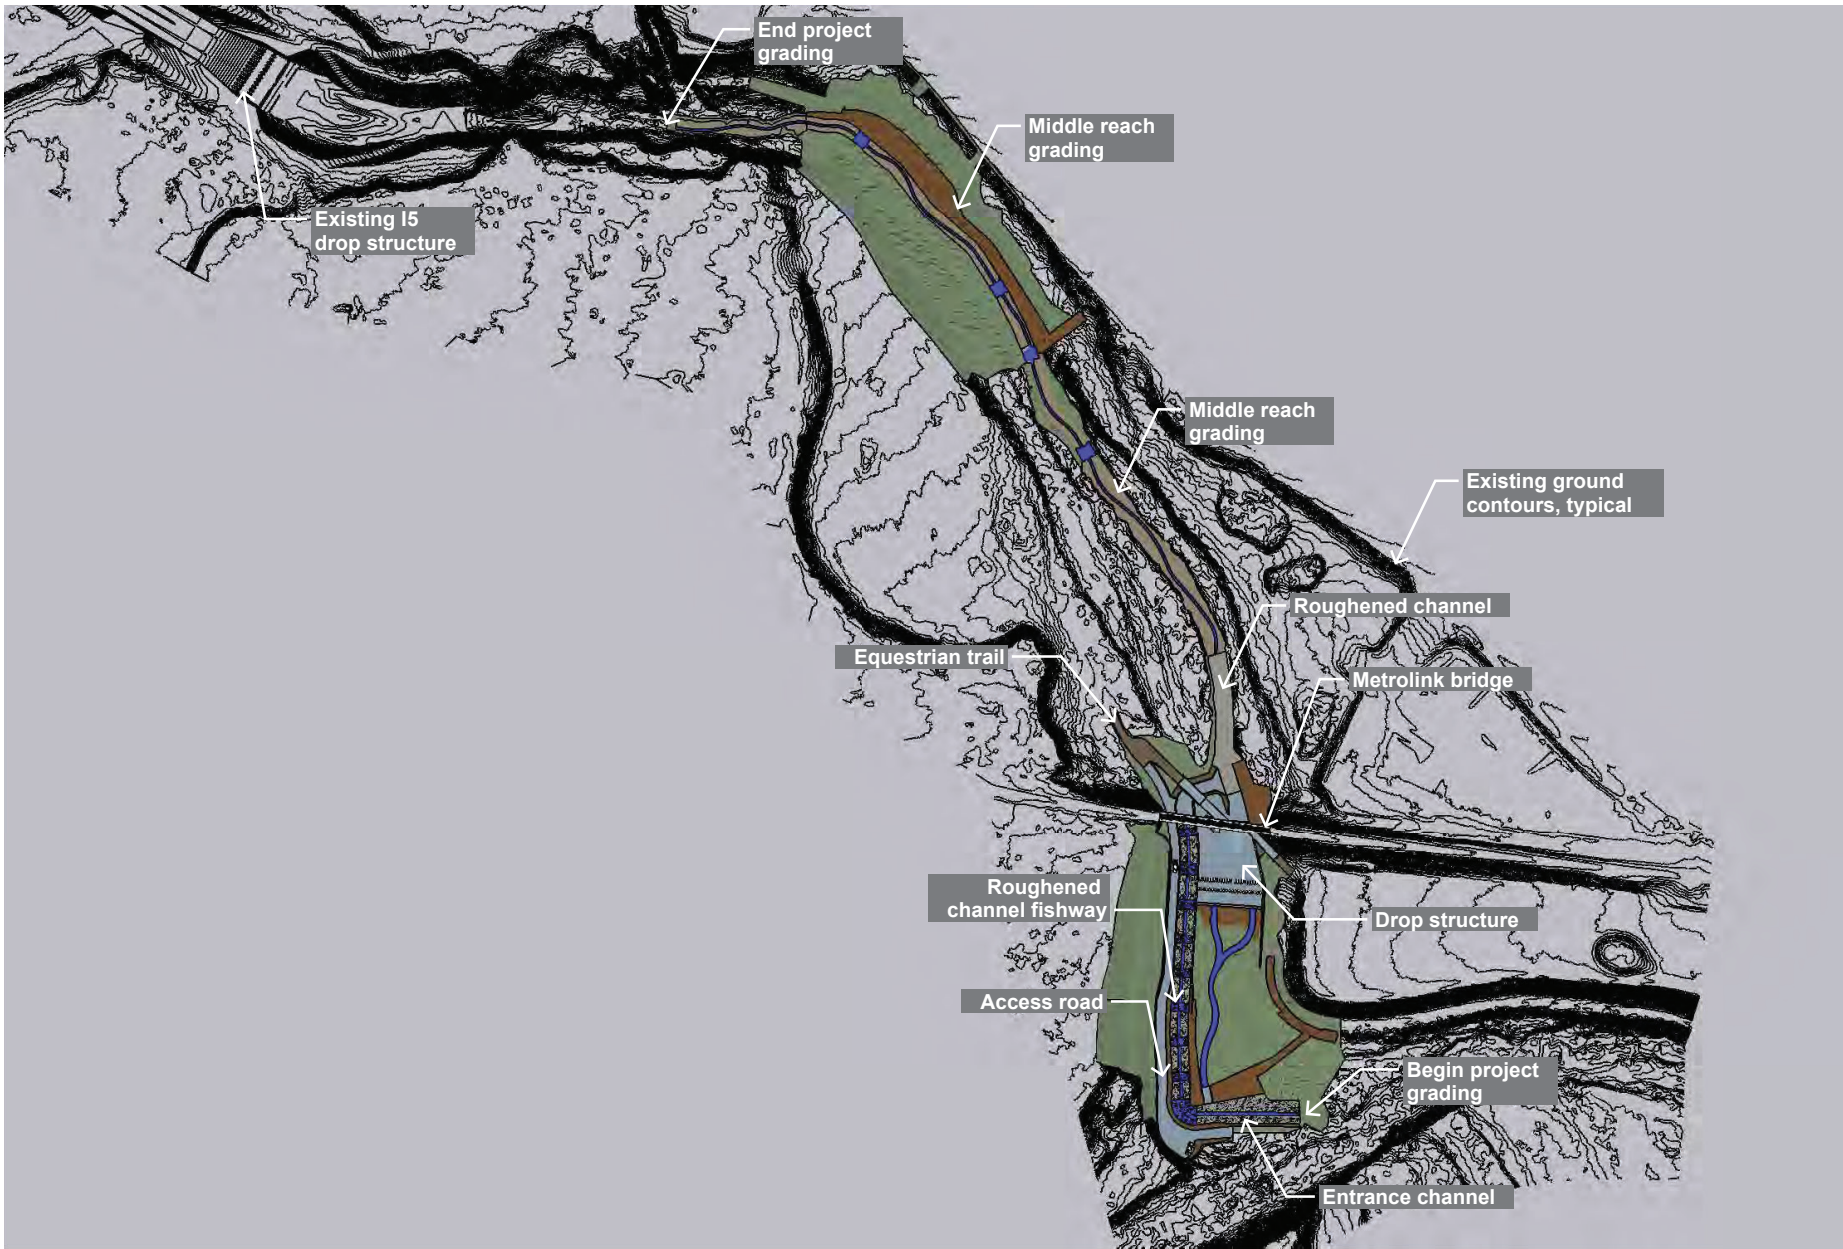 End project
grading
Middle reach
grading
Existing I5
drop structure
Middle reach
grading
Existing ground
contours, typical
Roughened channel
Equestrian trail
Metrolink bridge
Roughened
channel fishway
Drop structure
Access road
Begin project
grading
Entrance channel